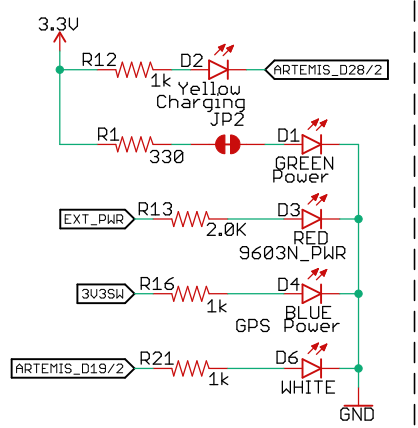 3.3V
R12 D2 ARTEMIS_D28/2
1k Yellow
Charging
JP2
R1 D1
330 GREEN
Power
EXT_PWR R13 D3
2.0K RED
9603N_PWR
3V3SW R16 D4
1k BLUE
GPS Power
ARTEMIS_D19/2 R21 D6
1k WHITE
GND